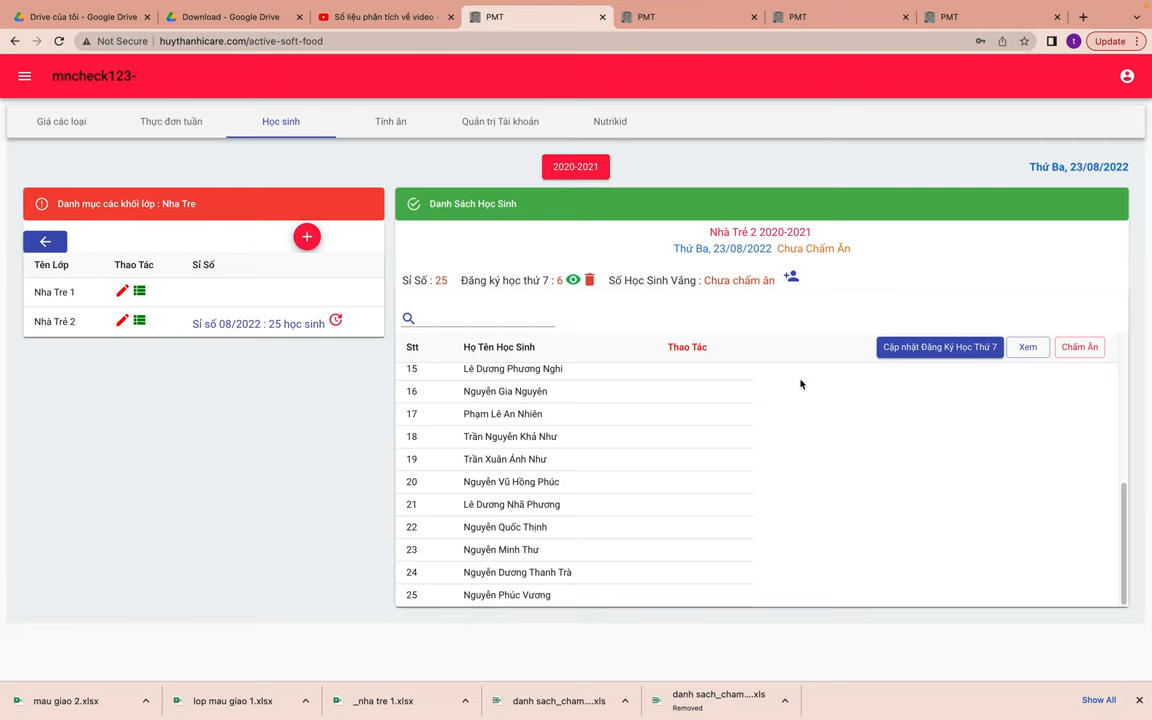 Drive của tôi - Google Drive
Download - Google Drive
Số liệu phân tích về video -
PMT
PMT
PMT
PMT
Not Secure
huythanhicare.com/active-soft-food
t
Update
mncheck123-
Giá các loại
Thực đơn tuần
Học sinh
Tính ăn
Quản trị Tài khoản
Nutrikid
2020-2021
Thứ Ba, 23/08/2022
Danh mục các khối lớp : Nha Tre
Tên Lớp Thao Tác Sỉ Số
Nha Tre 1
Nhà Trẻ 2 Sỉ số 08/2022 : 25 học sinh
Danh Sách Học Sinh
Nhà Trẻ 2 2020-2021
Thứ Ba, 23/08/2022 Chưa Chấm Ăn
Sỉ Số : 25 Đăng ký học thứ 7 : 6 Số Học Sinh Vắng : Chưa chấm ăn
Stt Họ Tên Học Sinh Thao Tác Cập nhật Đăng Ký Học Thứ 7 Xem Chấm Ăn
15 Lê Dương Phương Nghi
16 Nguyễn Gia Nguyên
17 Phạm Lê An Nhiên
18 Trần Nguyễn Khả Như
19 Trần Xuân Ánh Như
20 Nguyễn Vũ Hồng Phúc
21 Lê Dương Nhã Phương
22 Nguyễn Quốc Thịnh
23 Nguyễn Minh Thư
24 Nguyễn Dương Thanh Trà
25 Nguyễn Phúc Vương
mau giao 2.xlsx
lop mau giao 1.xlsx
_nha tre 1.xlsx
danh sach_cham....xls
danh sach_cham....xls
Removed
Show All